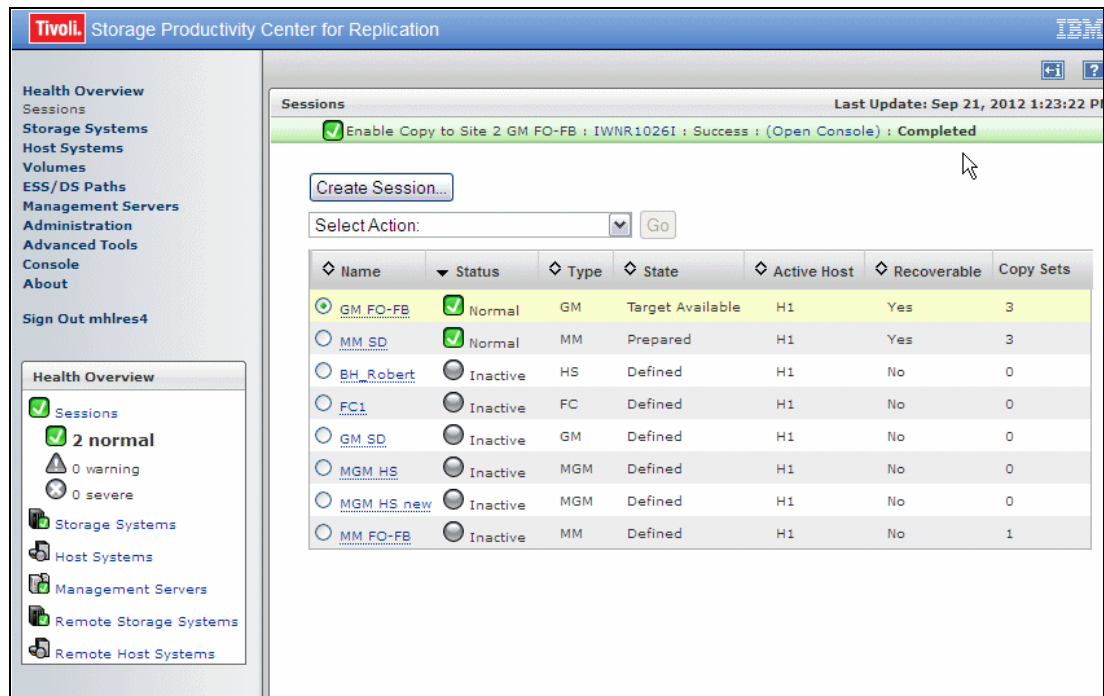 Tivoli. Storage Productivity Center for Replication IBM
Health Overview
Sessions
Storage Systems
Host Systems
Volumes
ESS/DS Paths
Management Servers
Administration
Advanced Tools
Console
About
Sign Out mhlres4
Health Overview
Sessions
2 normal
0 warning
0 severe
Storage Systems
Host Systems
Management Servers
Remote Storage Systems
Remote Host Systems
Sessions Last Update: Sep 21, 2012 1:23:22 P
Enable Copy to Site 2 GM FO-FB : IWNR1026I : Success : (Open Console) : Completed
Create Session...
Select Action: Go
Name Status Type State Active Host Recoverable Copy Sets
GM FO-FB Normal GM Target Available H1 Yes 3
MM SD Normal MM Prepared H1 Yes 3
BH_Robert Inactive HS Defined H1 No 0
FC1 Inactive FC Defined H1 No 0
GM SD Inactive GM Defined H1 No 0
MGM HS Inactive MGM Defined H1 No 0
MGM HS new Inactive MGM Defined H1 No 0
MM FO-FB Inactive MM Defined H1 No 1